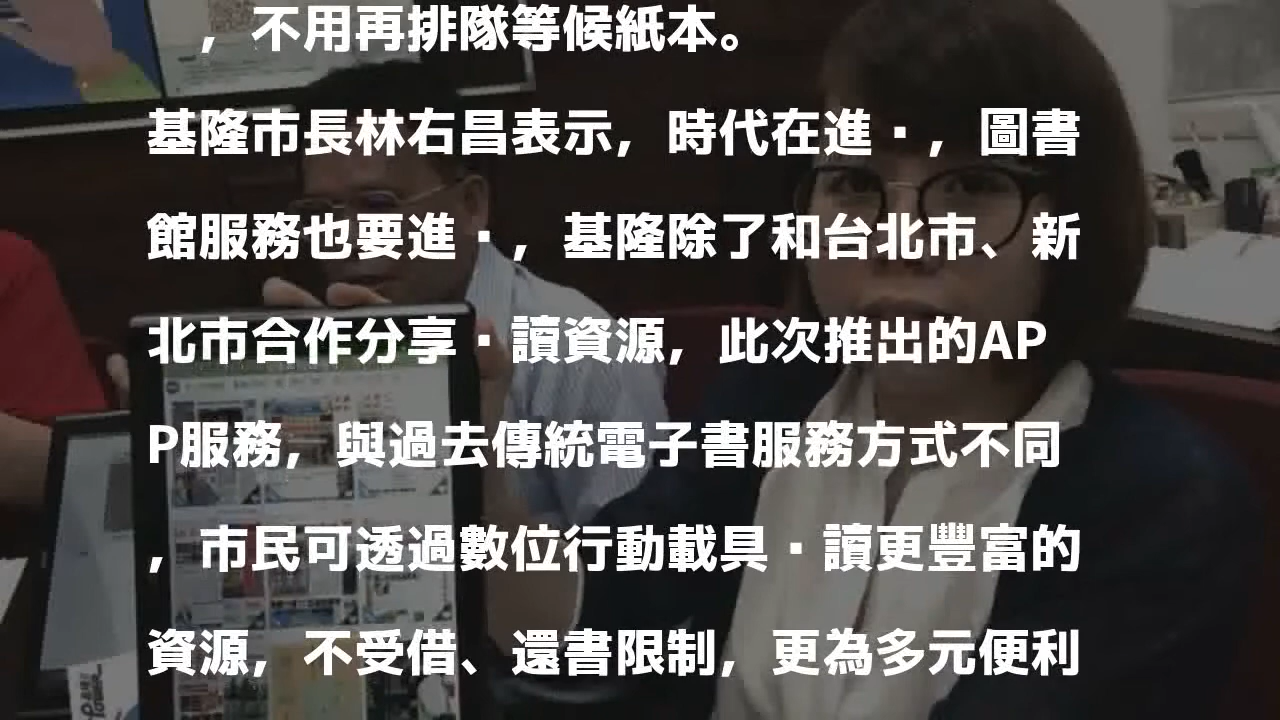 ，不用再排隊等候紙本。
基隆市長林右昌表示，時代在進▪，圖書
館服務也要進▪，基隆除了和台北市、新
北市合作分享▪讀資源，此次推出的AP
P服務，與過去傳統電子書服務方式不同
，市民可透過數位行動載具▪讀更豐富的
資源，不受借、還書限制，更為多元便利